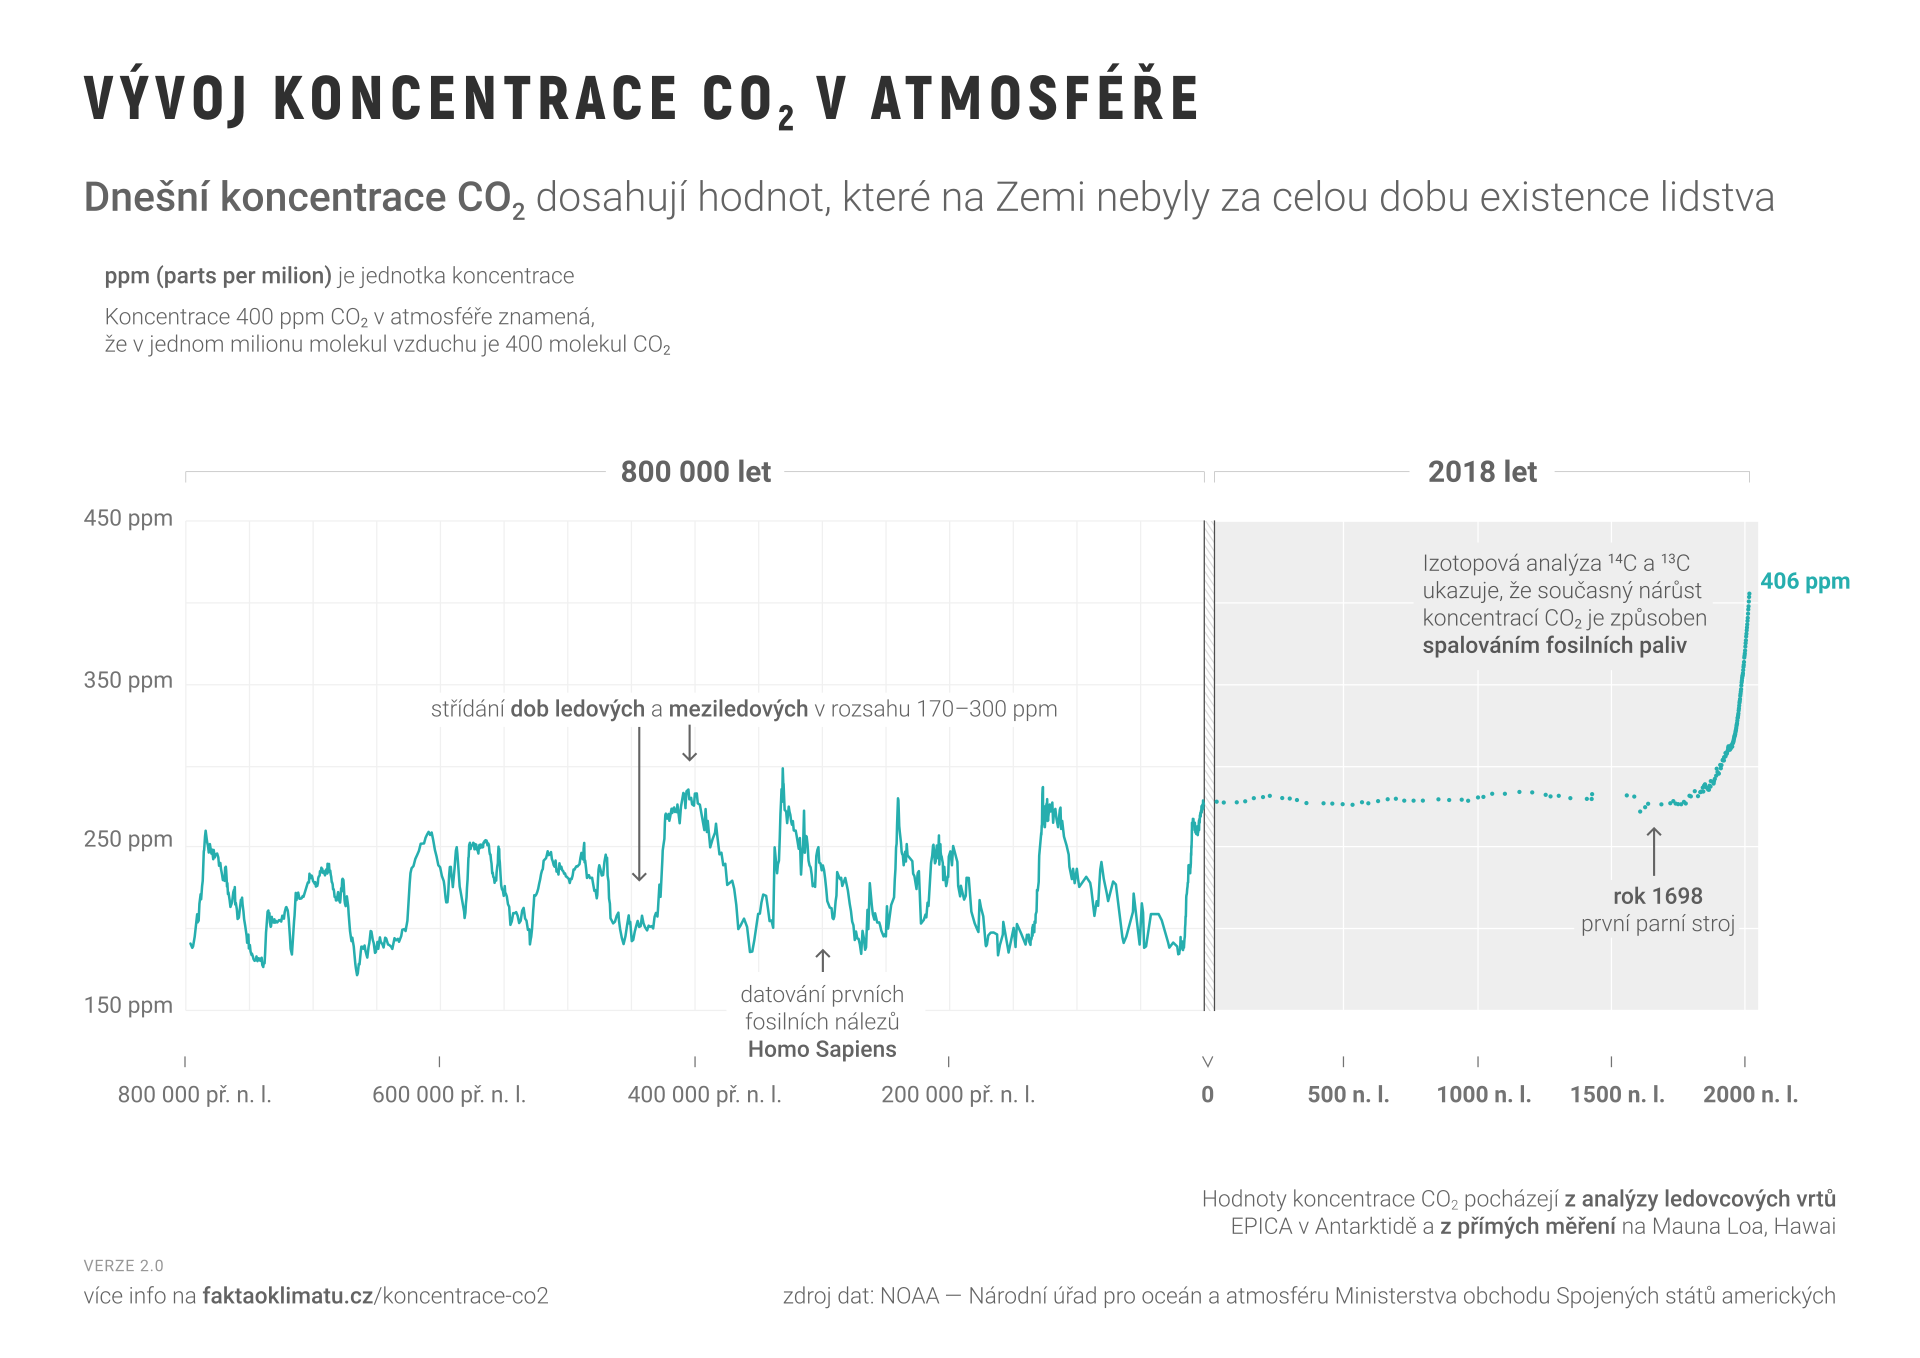 VÝVOJ KONCENTRACE CO₂ V ATMOSFÉŘE
Dnešní koncentrace CO₂ dosahují hodnot, které na Zemi nebyly za celou dobu existence lidstva
ppm (parts per milion) je jednotka koncentrace
Koncentrace 400 ppm CO₂ v atmosféře znamená,
že v jednom milionu molekul vzduchu je 400 molekul CO₂
800 000 let
2018 let
450 ppm
350 ppm
250 ppm
150 ppm
Izotopová analýza ¹⁴C a ¹³C
ukazuje, že současný nárůst
koncentrací CO₂ je způsoben
spalováním fosilních paliv
406 ppm
střídání dob ledových a meziledových v rozsahu 170–300 ppm
rok 1698
první parní stroj
datování prvních
fosilních nálezů
Homo Sapiens
800 000 př. n. l.
600 000 př. n. l.
400 000 př. n. l.
200 000 př. n. l.
0
500 n. l.
1000 n. l.
1500 n. l.
2000 n. l.
Hodnoty koncentrace CO₂ pocházejí z analýzy ledovcových vrtů
EPICA v Antarktidě a z přímých měření na Mauna Loa, Hawai
VERZE 2.0
více info na faktaoklimatu.cz/koncentrace-co2
zdroj dat: NOAA — Národní úřad pro oceán a atmosféru Ministerstva obchodu Spojených států amerických